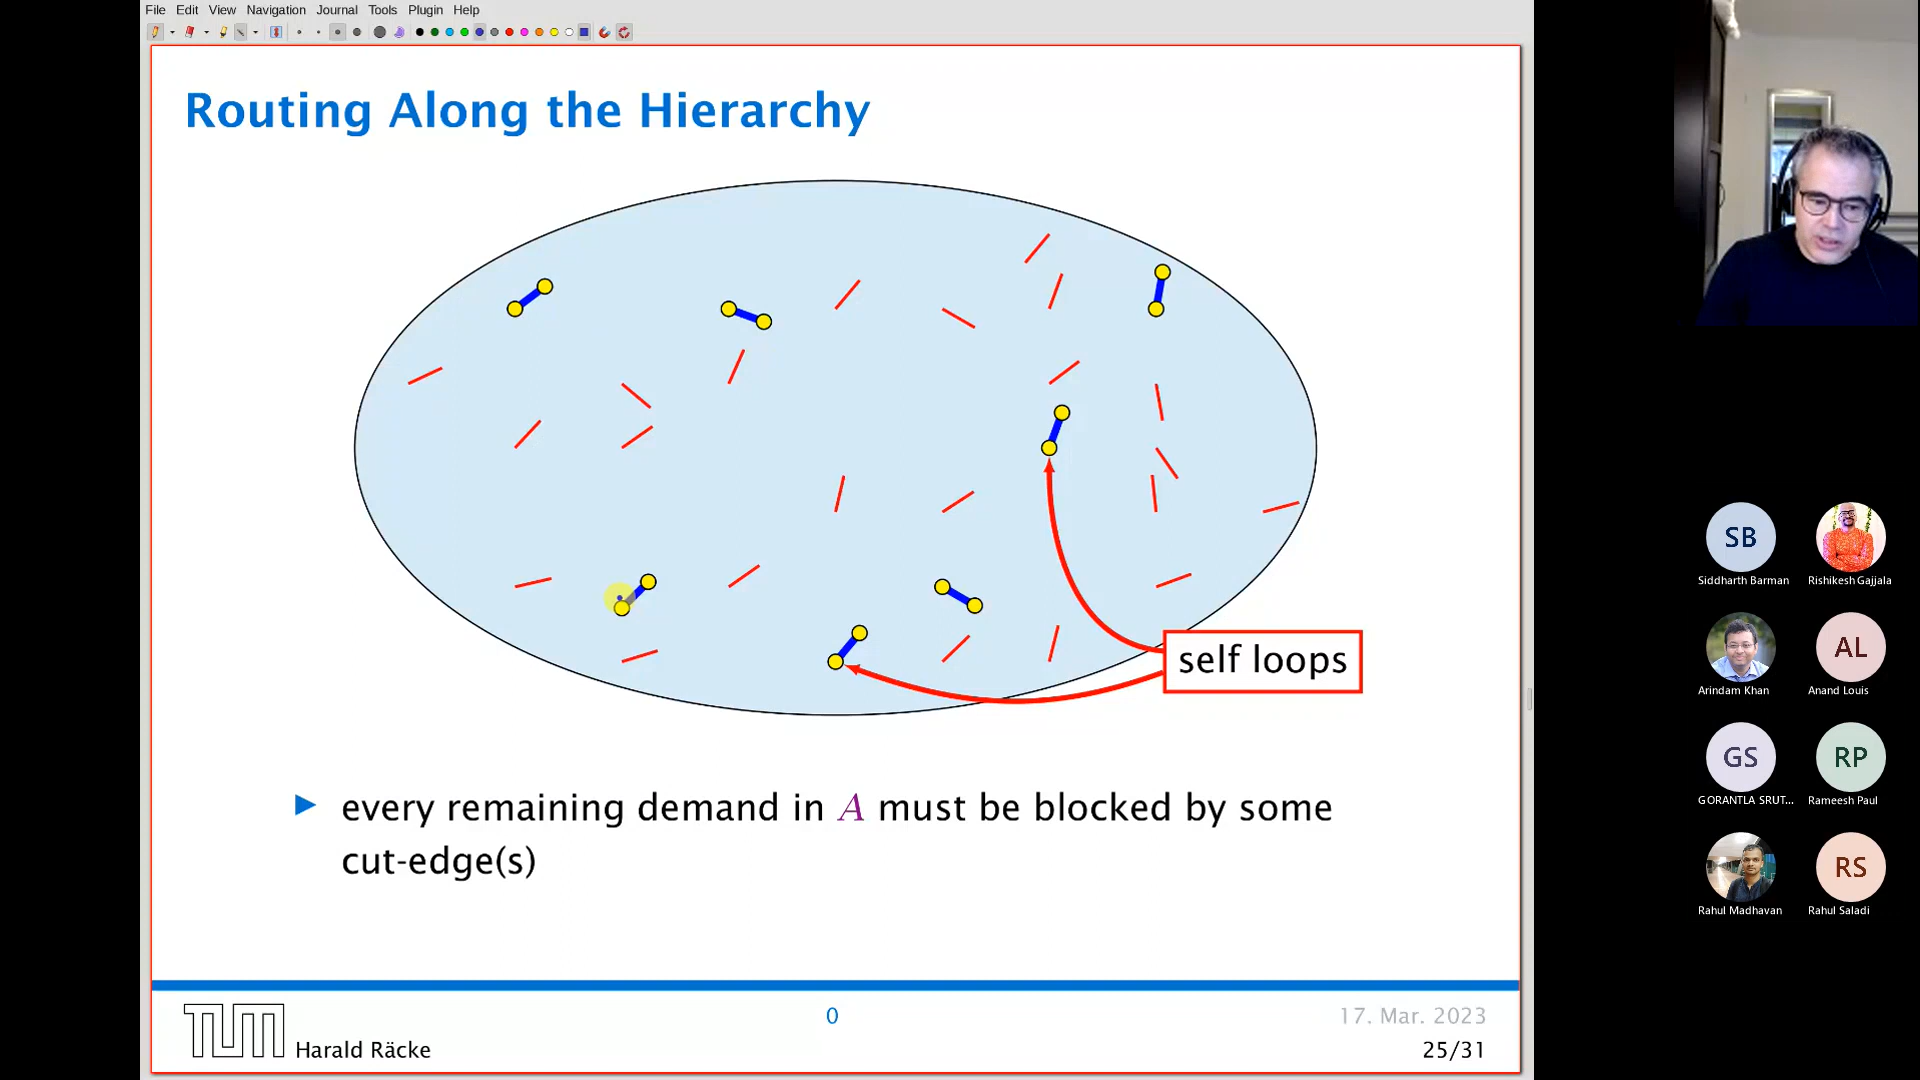 File Edit View Navigation Journal Tools Plugin Help
Routing Along the Hierarchy
self loops
every remaining demand in A must be blocked by some
cut-edge(s)
TUM
Harald Räcke
0
17. Mar. 2023
25/31
SB
Siddharth Barman
Rishikesh Gajjala
Arindam Khan
AL
Anand Louis
GS
GORANTLA SRUT...
RP
Rameesh Paul
Rahul Madhavan
RS
Rahul Saladi